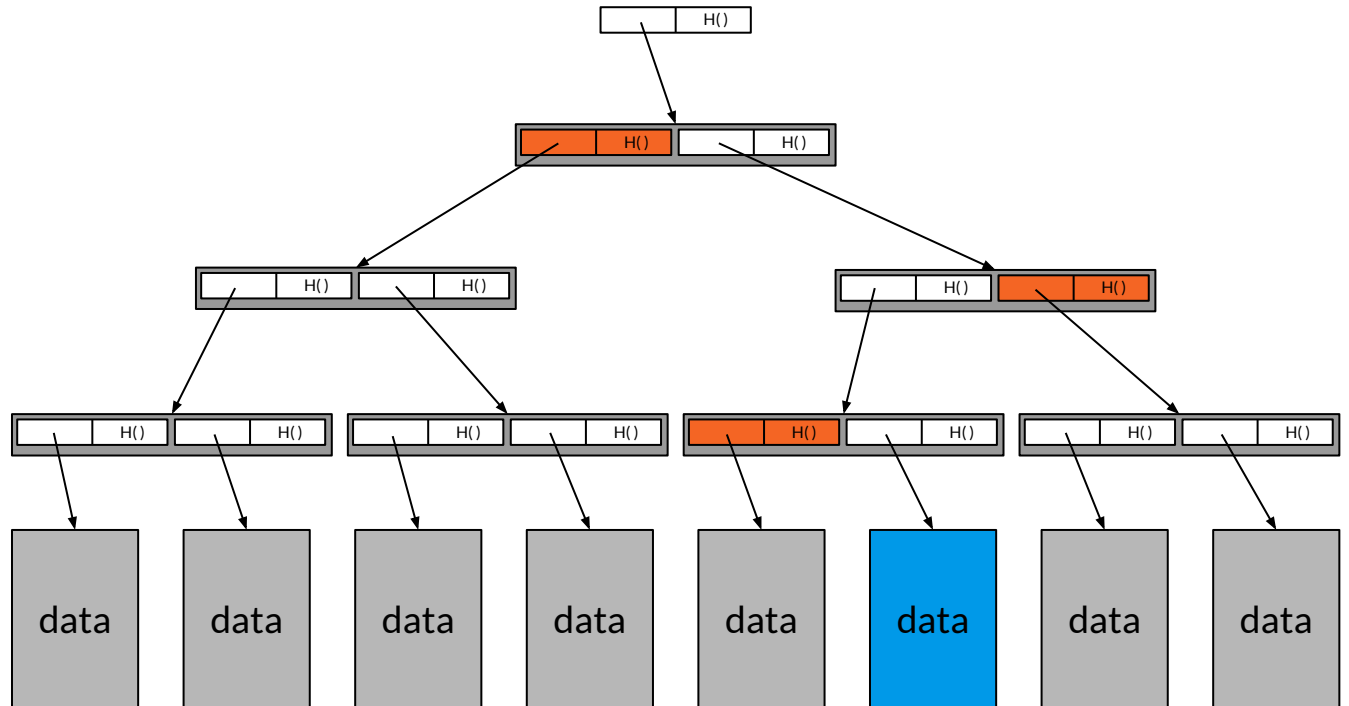 H()
H() H()
H() H() H() H()
H() H() H() H() H() H() H() H()
data data data data data data data data